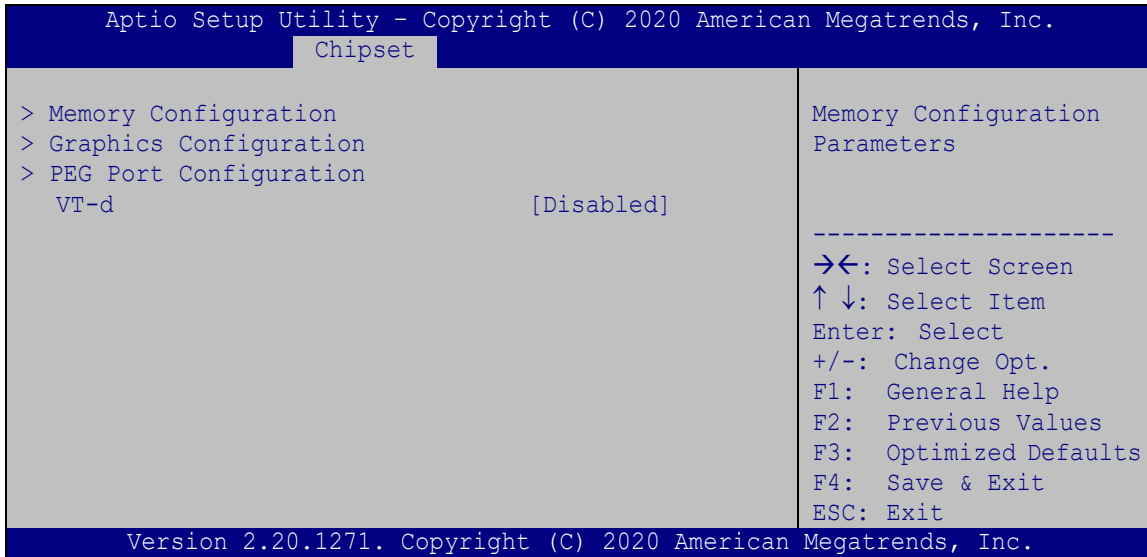 Aptio Setup Utility – Copyright (C) 2020 American Megatrends, Inc.
Chipset
> Memory Configuration
> Graphics Configuration
> PEG Port Configuration
VT-d [Disabled]
Memory Configuration
Parameters
---------------------
→←: Select Screen
↑ ↓: Select Item
Enter: Select
+/-: Change Opt.
F1: General Help
F2: Previous Values
F3: Optimized Defaults
F4: Save & Exit
ESC: Exit
Version 2.20.1271. Copyright (C) 2020 American Megatrends, Inc.